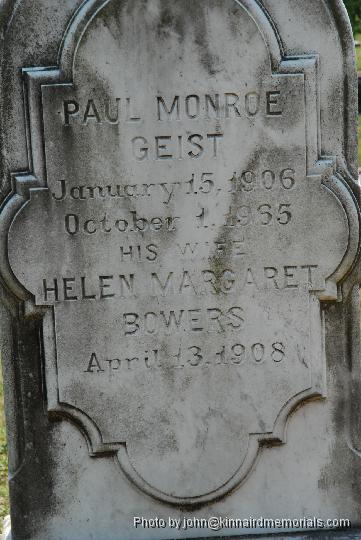 PAUL MONROE
GEIST
January 15, 1906
October 1, 1965
HIS WIFE
HELEN MARGARET
BOWERS
April 13, 1908
Photo by john@kinnairdmemorials.com